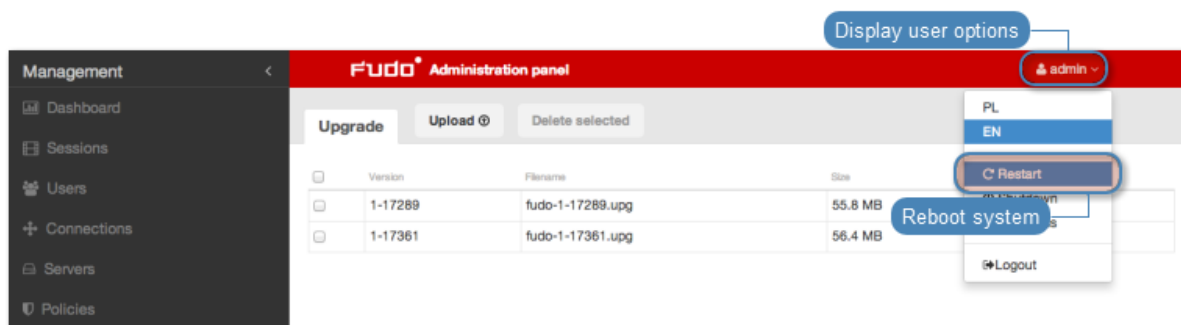 Display user options
Management
FUDO Administration panel
admin
Dashboard
Sessions
Users
Connections
Servers
Policies
Upgrade
Upload
Delete selected
PL
EN
Restart
Reboot system
Logout
Version Filename Size
1-17289 fudo-1-17289.upg 55.8 MB
1-17361 fudo-1-17361.upg 56.4 MB